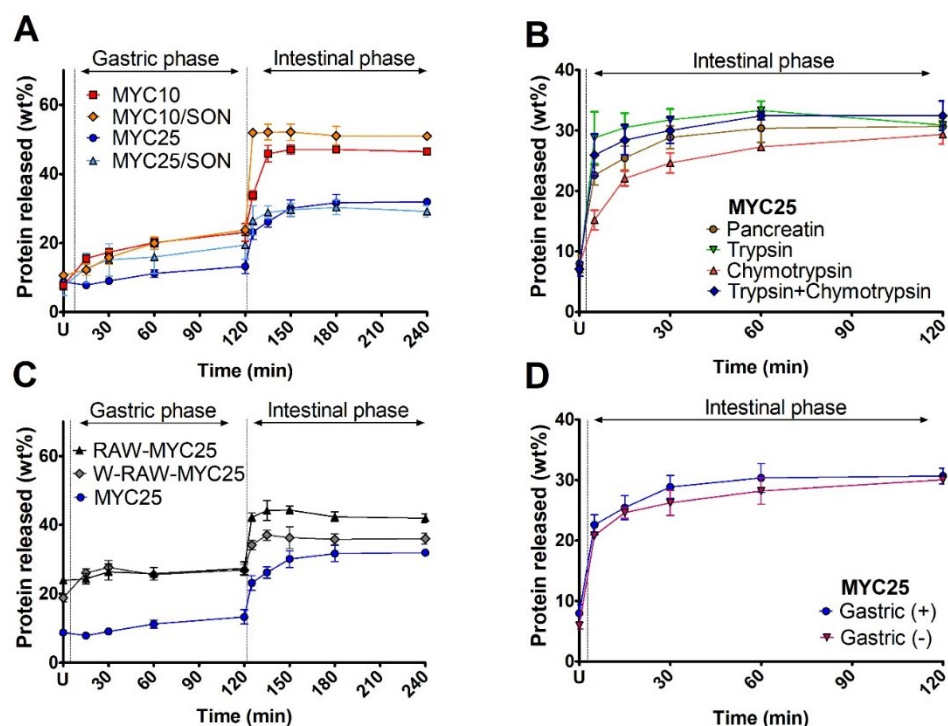 A
Gastric phase
Intestinal phase
Protein released (wt%)
60
40
20
0
MYC10
MYC10/SON
MYC25
MYC25/SON
U
30
60
90
120
150
180
210
240
Time (min)
B
Intestinal phase
Protein released (wt%)
40
30
20
10
0
MYC25
Pancreatin
Trypsin
Chymotrypsin
Trypsin+Chymotrypsin
U
30
60
90
120
Time (min)
C
Gastric phase
Intestinal phase
Protein released (wt%)
60
40
20
0
RAW-MYC25
W-RAW-MYC25
MYC25
U
30
60
90
120
150
180
210
240
Time (min)
D
Intestinal phase
Protein released (wt%)
40
30
20
10
0
MYC25
Gastric (+)
Gastric (-)
U
30
60
90
120
Time (min)